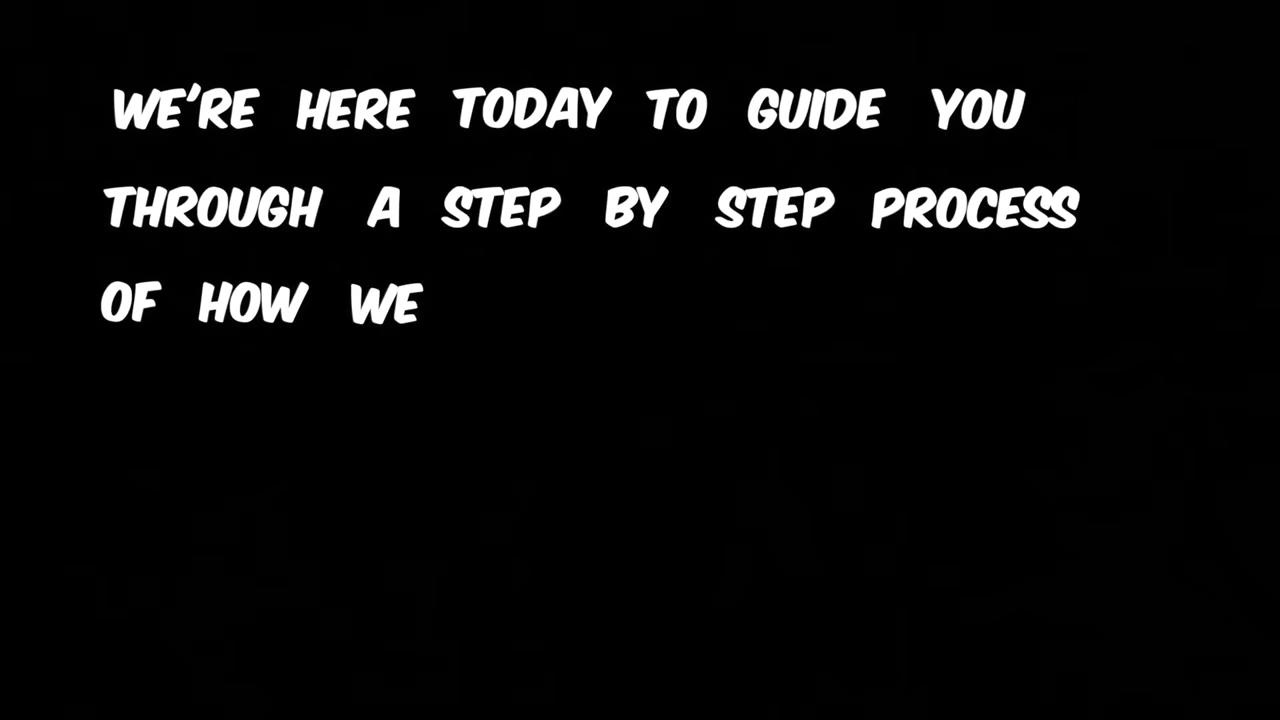 WE'RE HERE TODAY TO GUIDE YOU
THROUGH A STEP BY STEP PROCESS
OF HOW WE